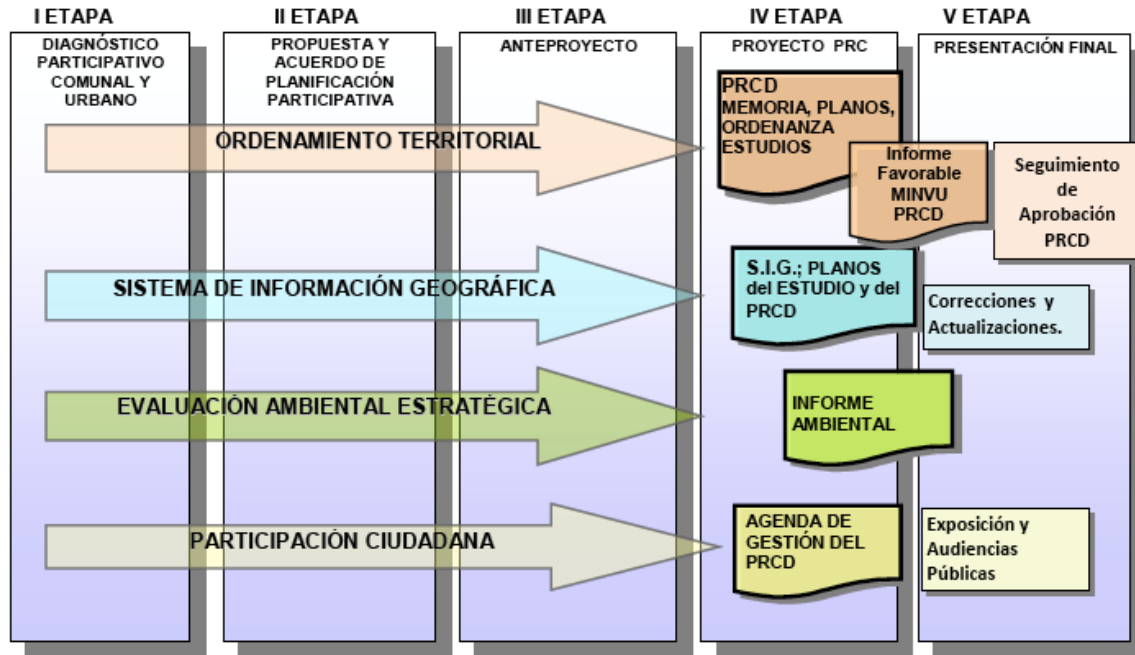 I ETAPA
II ETAPA
III ETAPA
IV ETAPA
V ETAPA
DIAGNÓSTICO
PARTICIPATIVO
COMUNAL Y
URBANO
PROPUESTA Y
ACUERDO DE
PLANIFICACIÓN
PARTICIPATIVA
ANTEPROYECTO
PROYECTO PRC
PRESENTACIÓN FINAL
ORDENAMIENTO TERRITORIAL
PRCD
MEMORIA, PLANOS,
ORDENANZA
ESTUDIOS
Informe
Favorable
MINVU
PRCD
Seguimiento
de
Aprobación
PRCD
SISTEMA DE INFORMACIÓN GEOGRÁFICA
S.I.G.; PLANOS
del ESTUDIO y del
PRCD
Correcciones y
Actualizaciones.
EVALUACIÓN AMBIENTAL ESTRATÉGICA
INFORME
AMBIENTAL
PARTICIPACIÓN CIUDADANA
AGENDA DE
GESTIÓN DEL
PRCD
Exposición y
Audiencias
Públicas